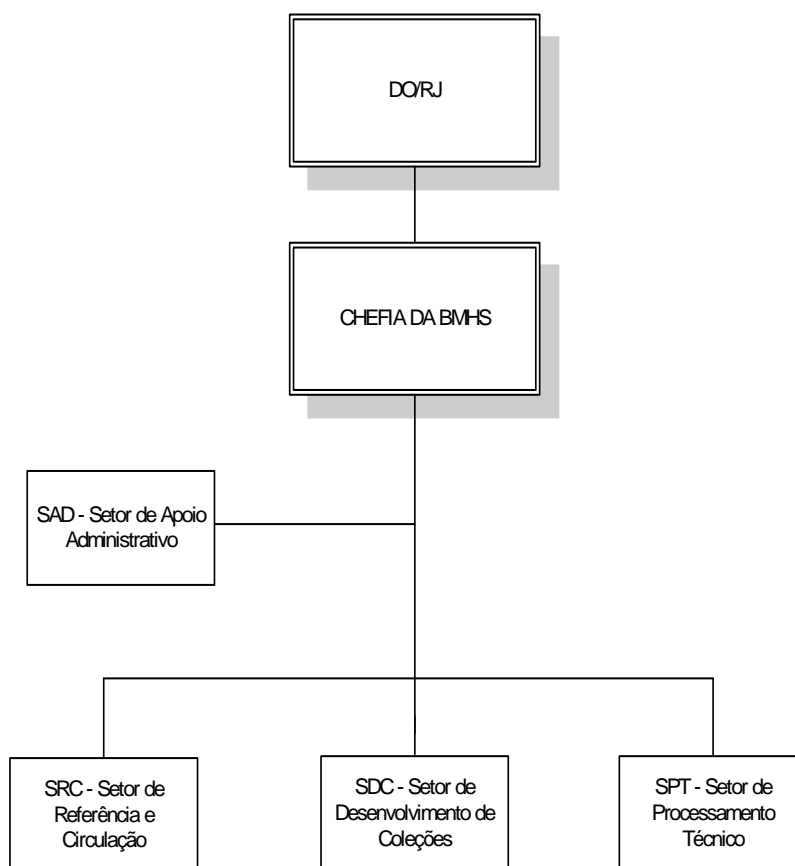 DO/RJ
CHEFIA DA BMHS
SAD - Setor de Apoio
Administrativo
SRC - Setor de
Referência e
Circulação
SDC - Setor de
Desenvolvimento de
Coleções
SPT - Setor de
Processamento
Técnico